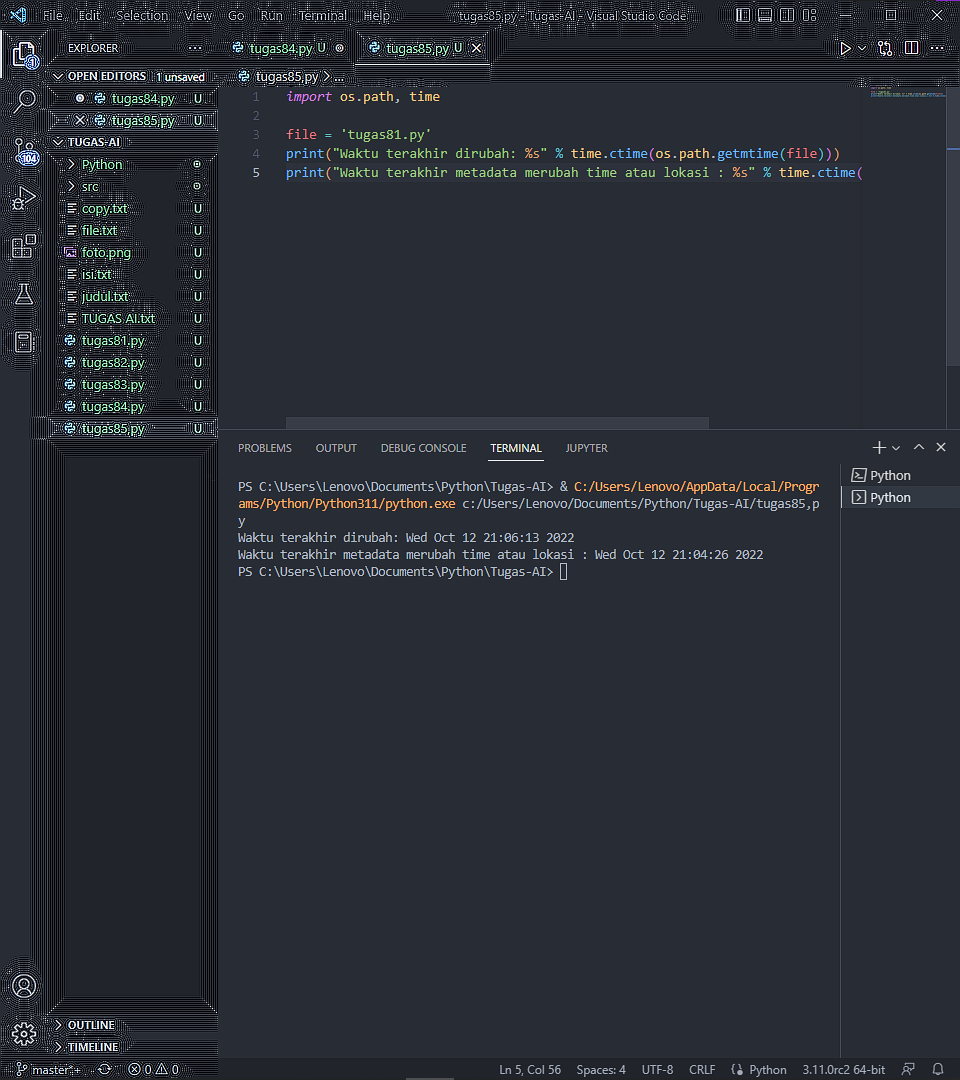 File Edit Selection View Go Run Terminal Help tugas85.py - Tugas-AI - Visual Studio Code
EXPLORER ...
tugas84.py U
tugas85.py U
OPEN EDITORS 1 unsaved
tugas84.py U
tugas85.py U
TUGAS-AI
Python
src
copy.txt U
file.txt U
foto.png U
isi.txt U
judul.txt U
TUGAS AI.txt U
tugas81.py U
tugas82.py U
tugas83.py U
tugas84.py U
tugas85.py U
OUTLINE
TIMELINE
1
104
tugas85.py > ...
1 import os.path, time
2
3 file = 'tugas81.py'
4 print("Waktu terakhir dirubah: %s" % time.ctime(os.path.getmtime(file)))
5 print("Waktu terakhir metadata merubah time atau lokasi : %s" % time.ctime(
PROBLEMS OUTPUT DEBUG CONSOLE TERMINAL JUPYTER
PS C:\Users\Lenovo\Documents\Python\Tugas-AI> & C:/Users/Lenovo/AppData/Local/Progr
ams/Python/Python311/python.exe c:/Users/Lenovo/Documents/Python/Tugas-AI/tugas85.p
y
Waktu terakhir dirubah: Wed Oct 12 21:06:13 2022
Waktu terakhir metadata merubah time atau lokasi : Wed Oct 12 21:04:26 2022
PS C:\Users\Lenovo\Documents\Python\Tugas-AI>
Python
Python
master*+ 0 0 Ln 5, Col 56 Spaces: 4 UTF-8 CRLF Python 3.11.0rc2 64-bit